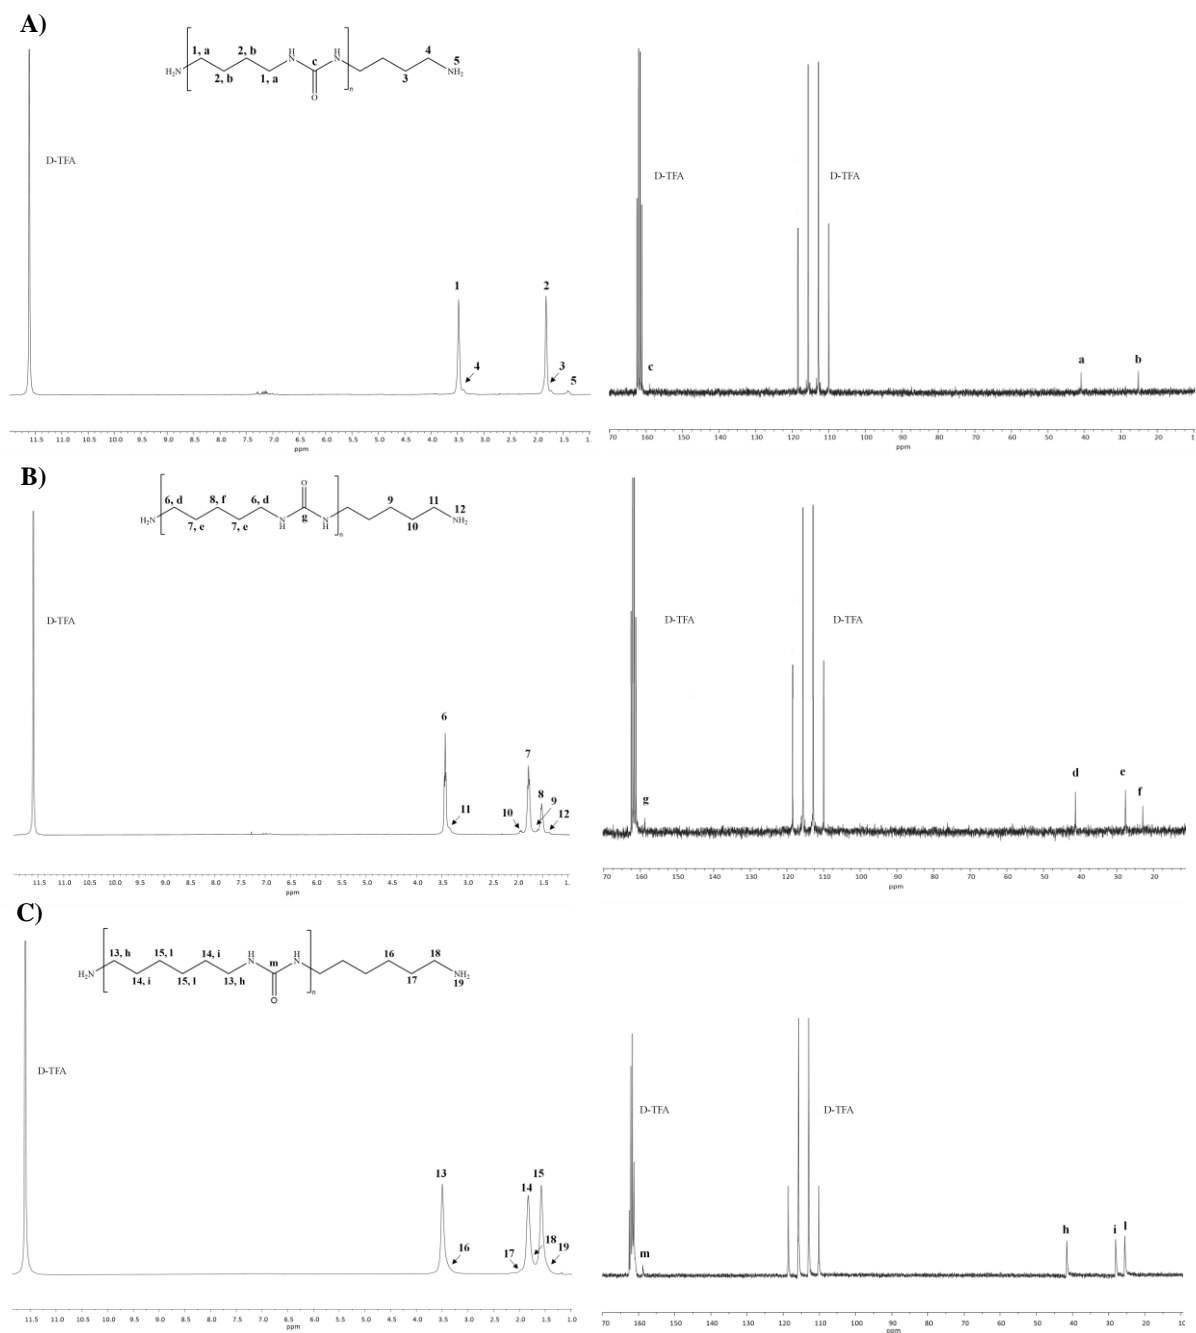 A)
1, a 2, b H N H N 4
H₂N 2, b 1, a c O n 3 5 NH₂
D-TFA
1
4
2
3
5
11.5 11.0 10.5 10.0 9.5 9.0 8.5 8.0 7.5 7.0 6.5 6.0 5.5 5.0 4.5 4.0 3.5 3.0 2.5 2.0 1.5 1.
ppm
D-TFA
D-TFA
c
a
b
70 160 150 140 130 120 110 100 90 80 70 60 50 40 30 20 1
ppm
B)
6, d 8, f 6, d O 9 11
H₂N 7, e 7, e N H g N H n 10 12 NH₂
D-TFA
6
11
10
7
8
9
12
11.5 11.0 10.5 10.0 9.5 9.0 8.5 8.0 7.5 7.0 6.5 6.0 5.5 5.0 4.5 4.0 3.5 3.0 2.5 2.0 1.5 1.
ppm
D-TFA
D-TFA
g
d
e
f
70 160 150 140 130 120 110 100 90 80 70 60 50 40 30 20
ppm
C)
13, h 15, l 14, i H N H N 16 18
H₂N 14, i 15, l 13, h m O n 17 NH₂ 19
D-TFA
13
16
17
14
15
18
19
11.5 11.0 10.5 10.0 9.5 9.0 8.5 8.0 7.5 7.0 6.5 6.0 5.5 5.0 4.5 4.0 3.5 3.0 2.5 2.0 1.5 1.0
ppm
D-TFA
D-TFA
m
h
i
l
70 160 150 140 130 120 110 100 90 80 70 60 50 40 30 20 10
ppm